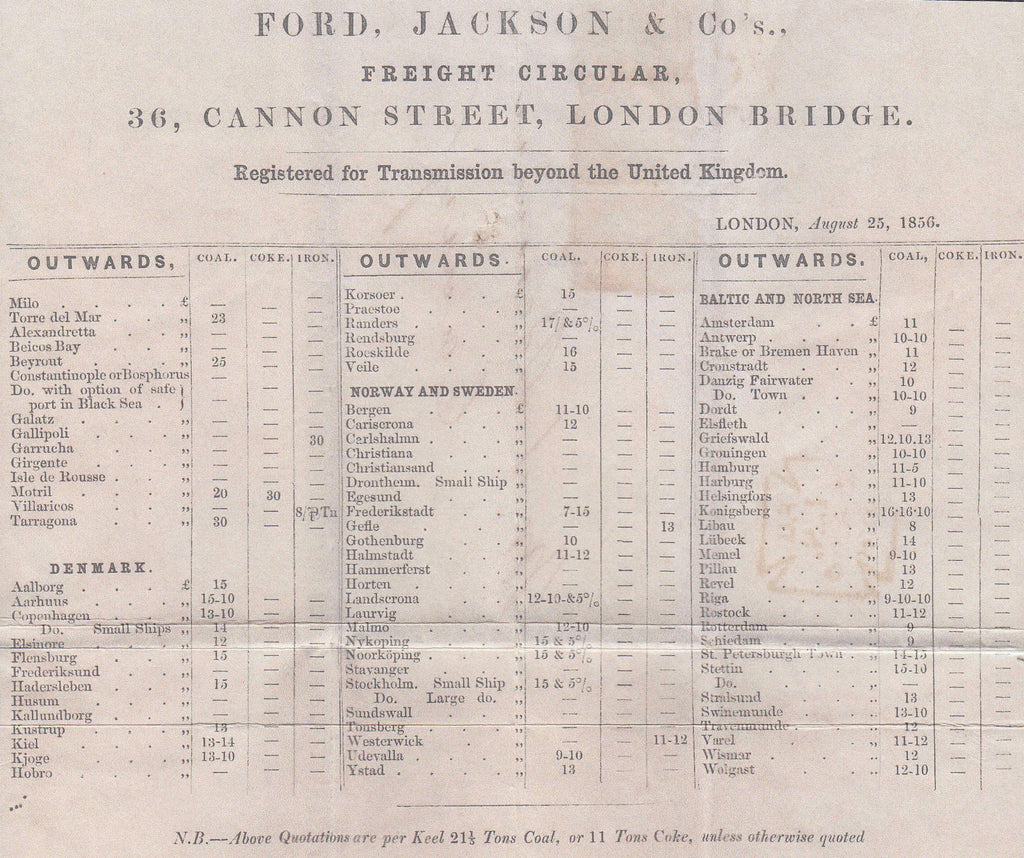 FORD, JACKSON & Co's.,
FREIGHT CIRCULAR,
36, CANNON STREET, LONDON BRIDGE.
Registered for Transmission beyond the United Kingdom.
LONDON, August 25, 1856.
OUTWARDS, COAL. COKE. IRON.
Milo . . . . £ — — —
Torre del Mar . . „ 23 — —
Alexandretta . . „ — — —
Beicos Bay . . „ — — —
Beyrout . . . . „ 25 — —
Constantinople or Bosphorus — — —
Do. with option of safe } — — —
port in Black Sea . } „
Galatz . . . . „ — — —
Gallipoli . . . „ — — 30
Garrucha . . . „ — — —
Girgente . . . „ — — —
Isle de Rousse . . „ — — —
Motril . . . . „ 20 30 —
Villaricos . . . „ — — S/P Tn
Tarragona . . . „ 30 — —
DENMARK.
Aalborg . . . £ 15 — —
Aarhuus . . . „ 15-10 — —
Copenhagen . . . „ 13-10 — —
Do. Small Ships „ 14 — —
Elsinore . . . „ 12 — —
Flensburg . . . „ 15 — —
Frederiksund . . „ — — —
Hadersleben . . „ 15 — —
Husum . . . „ — — —
Kallundborg . . „ — — —
Knstrup . . . „ 13 — —
Kiel . . . . „ 13-14 — —
Kjoge . . . . „ 13-10 — —
Hobro . . . . „ — — —
OUTWARDS. COAL. COKE. IRON.
Korsoer . . . £ 15 — —
Praestoe . . . „ — — —
Randers . . . „ 17/ & 5% — —
Rendsburg . . . „ — — —
Roeskilde . . . „ 16 — —
Veile . . . . „ 15 — —
NORWAY AND SWEDEN.
Bergen . . . £ 11-10 — —
Cariscrona . . . „ 12 — —
Carlshalmn . . . „ — — —
Christiana . . . „ — — —
Christiansand . . „ — — —
Drontheim. Small Ship „ — — —
Egesund . . . „ — — —
Frederikstadt . . „ 7-15 — —
Gefle . . . . „ — — 13
Gothenburg . . „ 10 — —
Halmstadt . . . „ 11-12 — —
Hammerferst . . „ — — —
Horten . . . „ — — —
Landscrona . . „ 12-10-&5% — —
Laurvig . . . „ — — —
Malmo . . . „ 12-10 — —
Nykoping . . . „ 15 & 5% — —
Noorköping . . . „ 15 & 5% — —
Stavanger . . . „ — — —
Stockholm. Small Ship „ 15 & 5% — —
Do. Large do. „ — — —
Sundswall . . . „ — — —
Tonsberg . . . „ — — —
Westerwick . . „ — — 11-12
Udevalla . . . „ 9-10 — —
Ystad . . . . „ 13 — —
OUTWARDS. COAL, COKE. IRON.
BALTIC AND NORTH SEA.
Amsterdam . . £ 11 — —
Antwerp . . . „ 10-10 — —
Brake or Bremen Haven „ 11 — —
Cronstradt . . „ 12 — —
Danzig Fairwater . „ 10 — —
Do. Town . . „ 10-10 — —
Dordt . . . . „ 9 — —
Elsfleth . . . „ — — —
Griefswald . . „ 12.10.13 — —
Groningen . . . „ 10-10 — —
Hamburg . . . „ 11-5 — —
Harburg . . . „ 11-10 — —
Helsingfors . . „ 13 — —
Konigsberg . . „ 16·16·10 — —
Libau . . . . „ 8 — —
Lübeck . . . „ 14 — —
Memel . . . „ 9-10 — —
Pillau . . . . „ 13 — —
Revel . . . . „ 12 — —
Riga . . . . „ 9-10-10 — —
Rostock . . . „ 11-12 — —
Rotterdam . . „ 9 — —
Schiedam . . . „ 9 — —
St. Petersburgh Town . „ 14-15 — —
Stettin . . . „ 15-10 — —
Do. . . . „ — — —
Stralsund . . . „ 13 — —
Swinemunde . . „ 13-10 — —
Travenmunde . . „ 12 — —
Varel . . . . „ 11-12 — —
Wismar . . . „ 12 — —
Wolgast . . . „ 12-10 — —
N.B.—Above Quotations are per Keel 21⅓ Tons Coal, or 11 Tons Coke, unless otherwise quoted